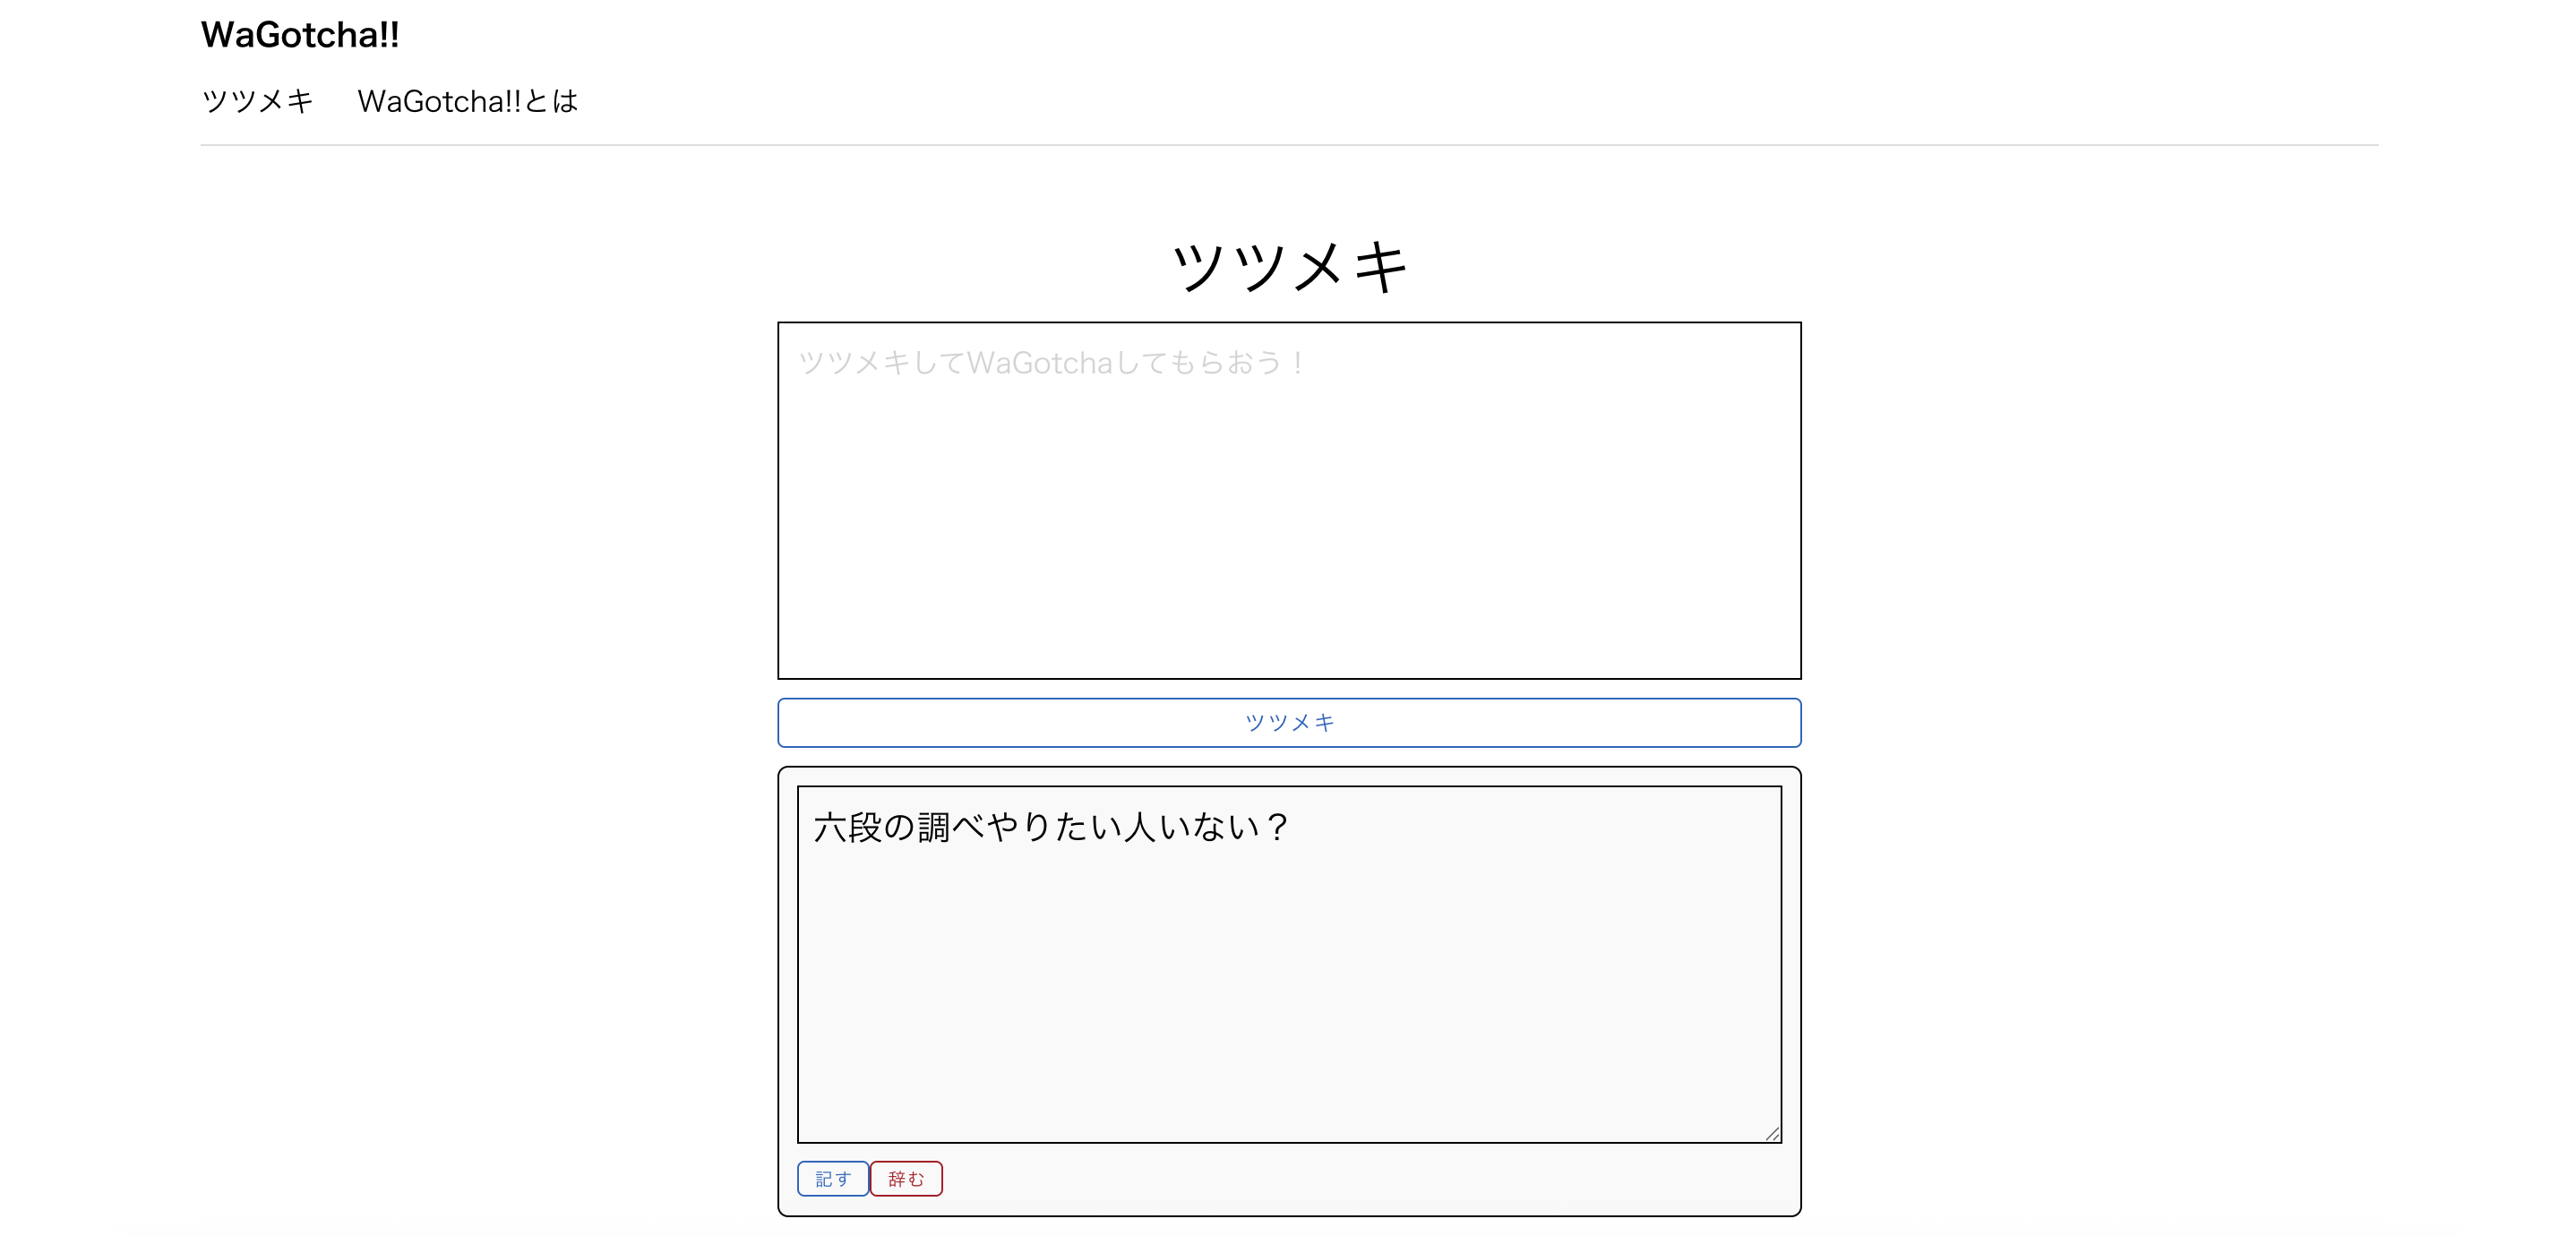 WaGotcha!!
ツツメキ WaGotcha!!とは
ツツメキ
ツツメキしてWaGotchaしてもらおう！
ツツメキ
六段の調べやりたい人いない？
記す 辞む